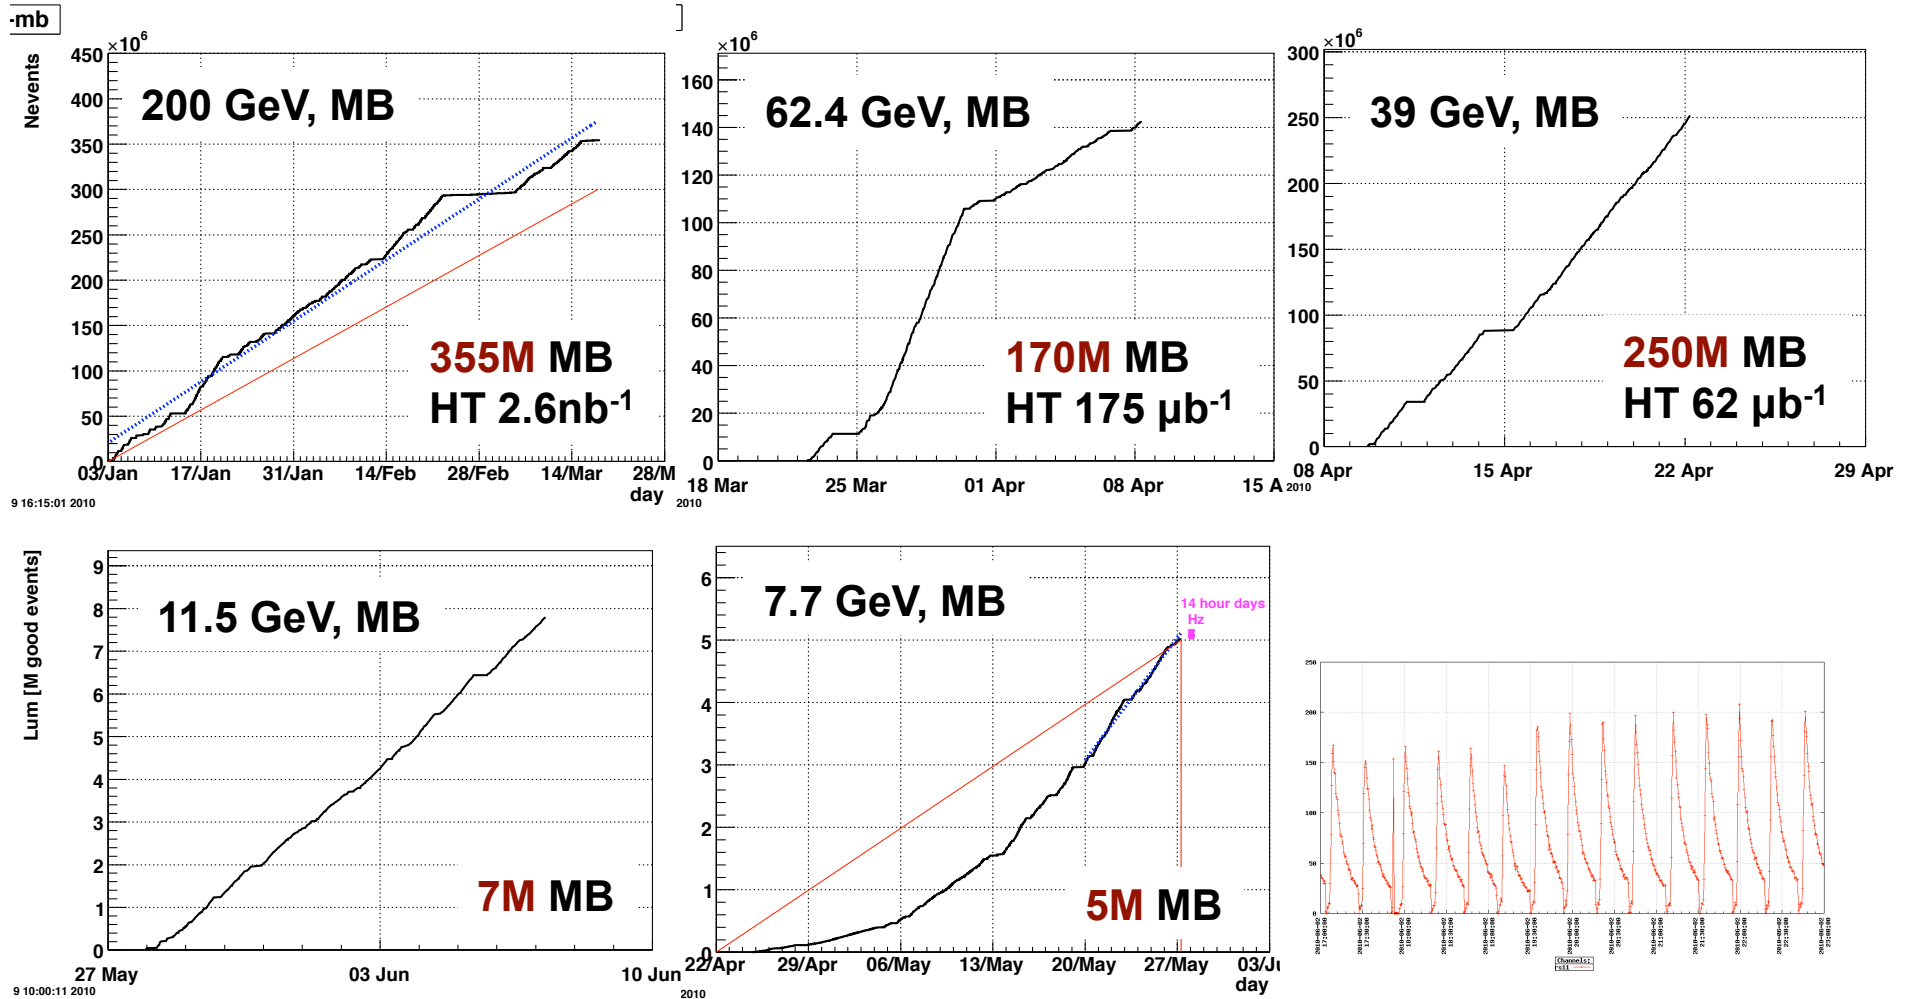 -mb
×10⁶
Nevents
450
400
350
300
250
200
150
100
50
0
200 GeV, MB
355M MB
HT 2.6nb⁻¹
03/Jan 17/Jan 31/Jan 14/Feb 28/Feb 14/Mar 28/M
day
9 16:15:01 2010
×10⁶
160
140
120
100
80
60
40
20
0
62.4 GeV, MB
170M MB
HT 175 µb⁻¹
18 Mar 25 Mar 01 Apr 08 Apr 15 A
2010
×10⁶
300
250
200
150
100
50
0
39 GeV, MB
250M MB
HT 62 µb⁻¹
08 Apr 15 Apr 22 Apr 29 Apr
2010
Lum [M good events]
9
8
7
6
5
4
3
2
1
0
11.5 GeV, MB
7M MB
27 May 03 Jun 10 Jun
9 10:00:11 2010
6
5
4
3
2
1
0
7.7 GeV, MB
14 hour days
Hz
5M MB
22/Apr 29/Apr 06/May 13/May 20/May 27/May 03/Ju
day
2010
250
200
150
100
50
0
Channels: